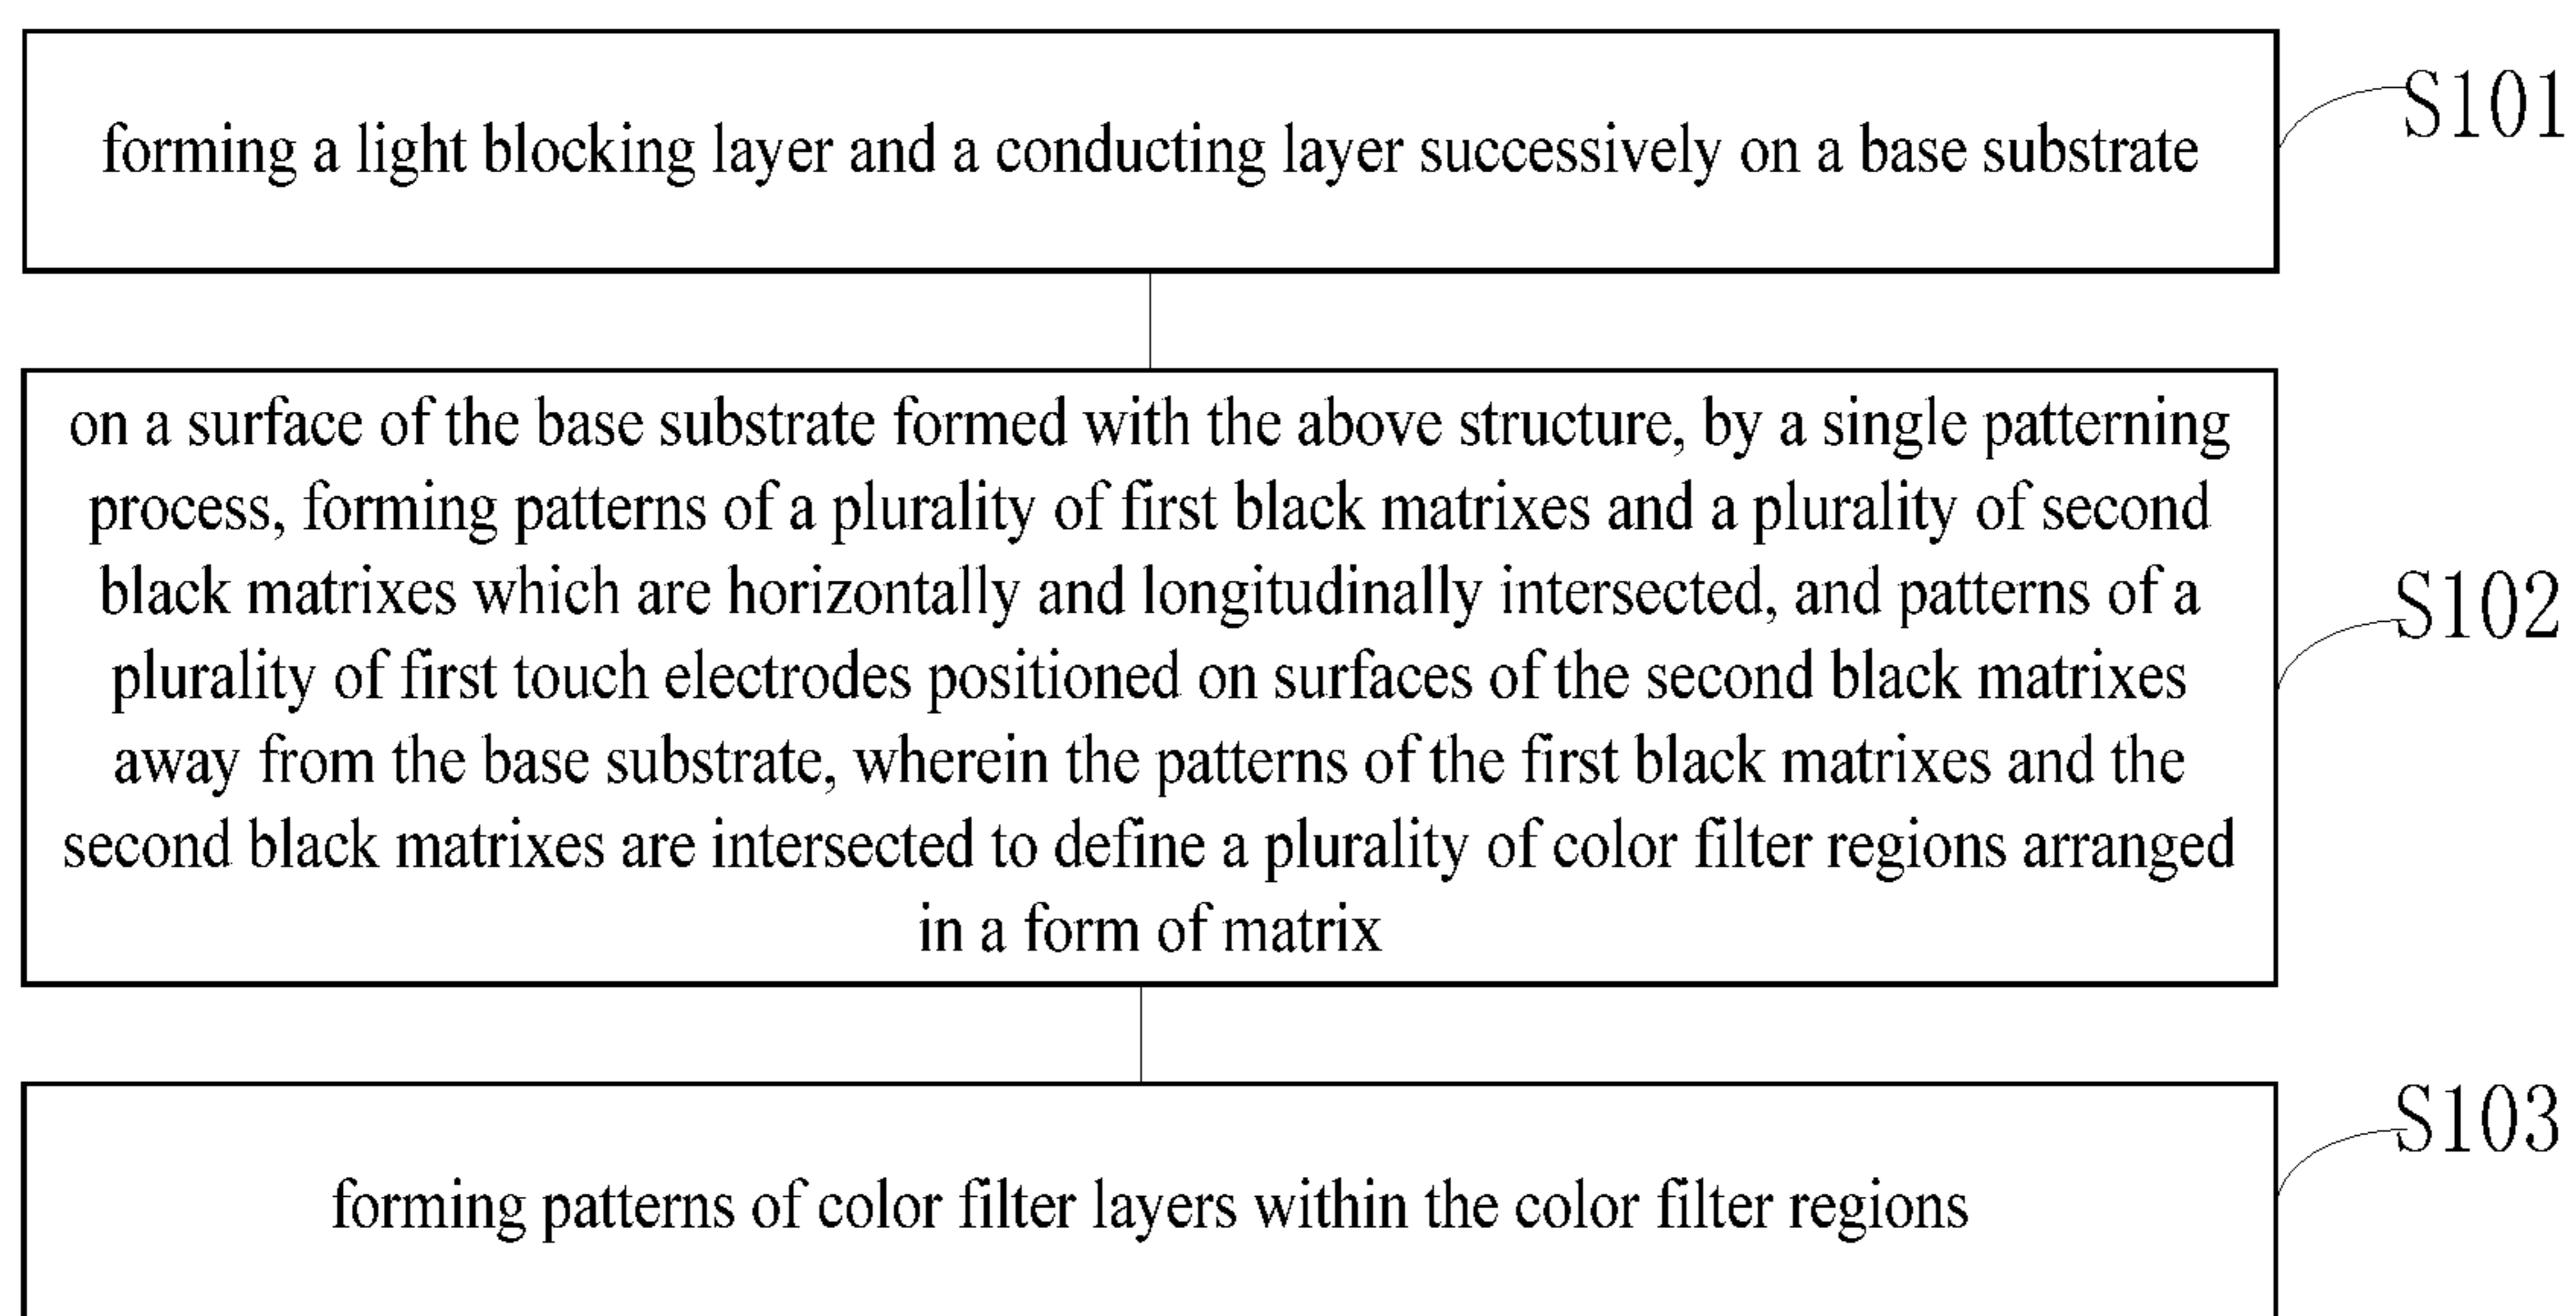 forming a light blocking layer and a conducting layer successively on a base substrate
S101
on a surface of the base substrate formed with the above structure, by a single patterning
process, forming patterns of a plurality of first black matrixes and a plurality of second
black matrixes which are horizontally and longitudinally intersected, and patterns of a
plurality of first touch electrodes positioned on surfaces of the second black matrixes
away from the base substrate, wherein the patterns of the first black matrixes and the
second black matrixes are intersected to define a plurality of color filter regions arranged
in a form of matrix
S102
forming patterns of color filter layers within the color filter regions
S103